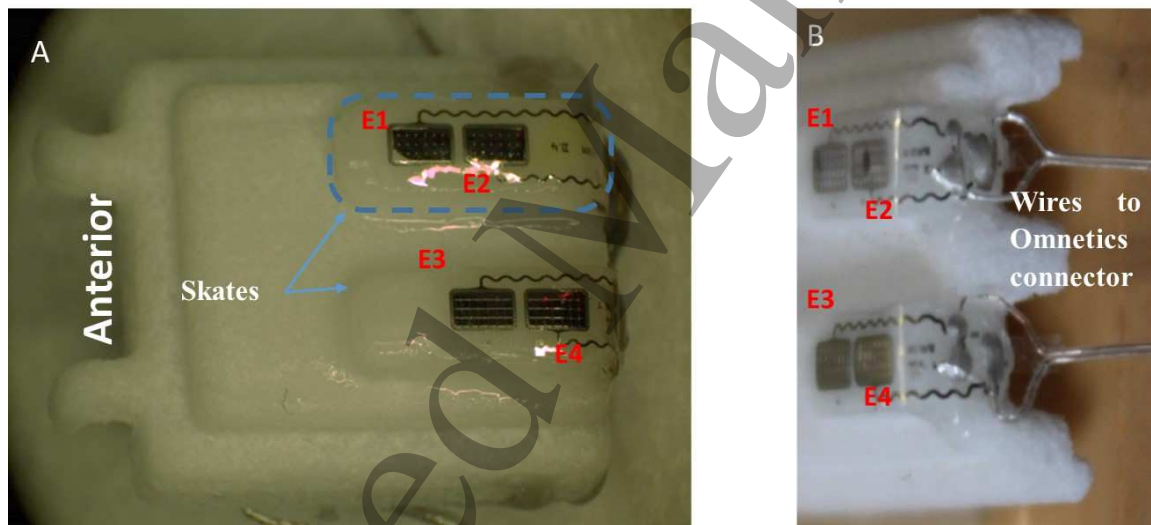 A
E1
E2
E3
Skates
E4
Anterior
B
E1
E2
Wires to
Omnetics
connector
E3
E4